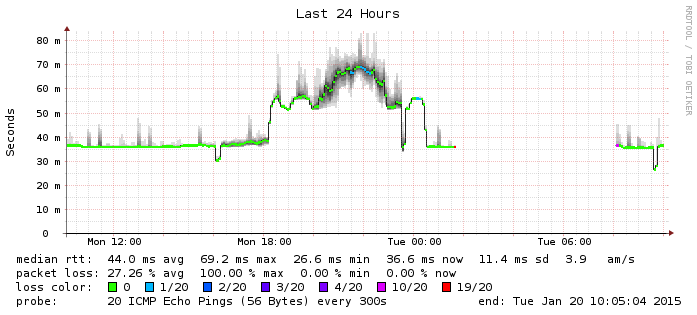 Last 24 Hours
RRDTOOL / TOBI OETIKER
Seconds
80 m
70 m
60 m
50 m
40 m
30 m
20 m
10 m
0
Mon 12:00 Mon 18:00 Tue 00:00 Tue 06:00
median rtt: 44.0 ms avg 69.2 ms max 26.6 ms min 36.6 ms now 11.4 ms sd 3.9 am/s
packet loss: 27.26 % avg 100.00 % max 0.00 % min 0.00 % now
loss color: 0 1/20 2/20 3/20 4/20 10/20 19/20
probe: 20 ICMP Echo Pings (56 Bytes) every 300s end: Tue Jan 20 10:05:04 2015